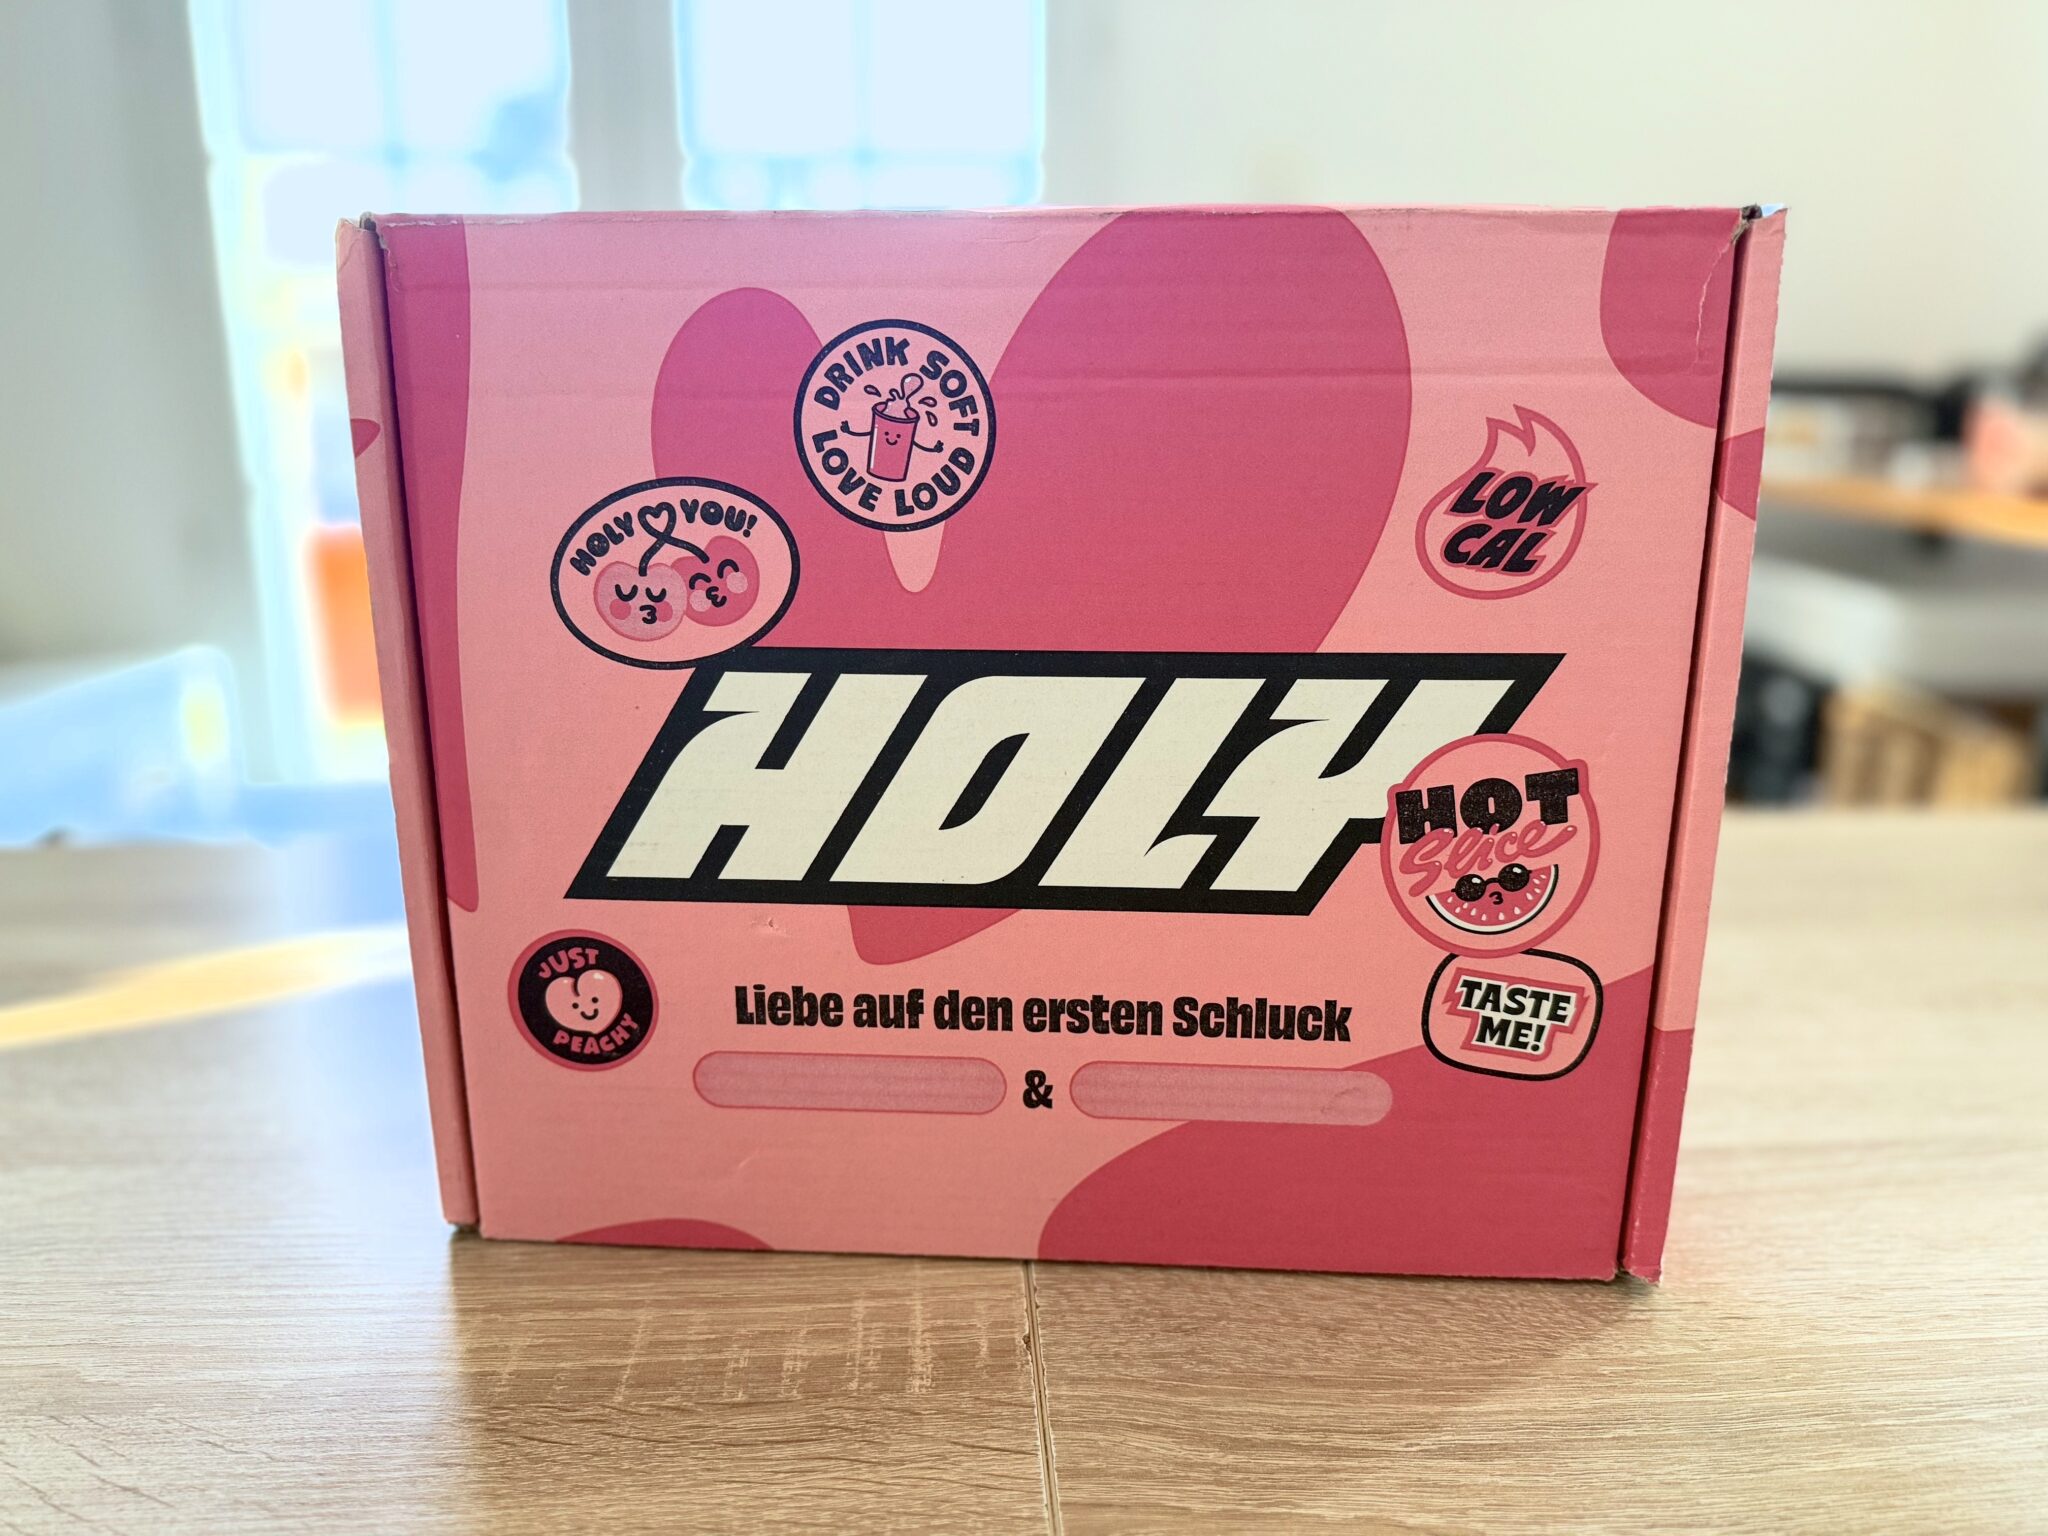 DRINK SOFT
LOVE LOUD
HOLY YOU!
LOW
CAL
HOLY
HOT
Slice
JUST
PEACHY
Liebe auf den ersten Schluck
&
TASTE
ME!